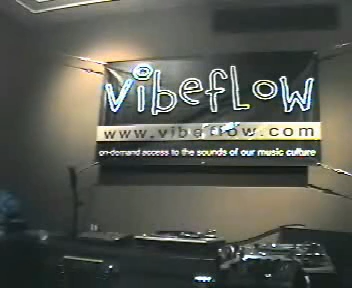 vibefLow
www.vibeflow.com
on-demand access to the sounds of our music culture